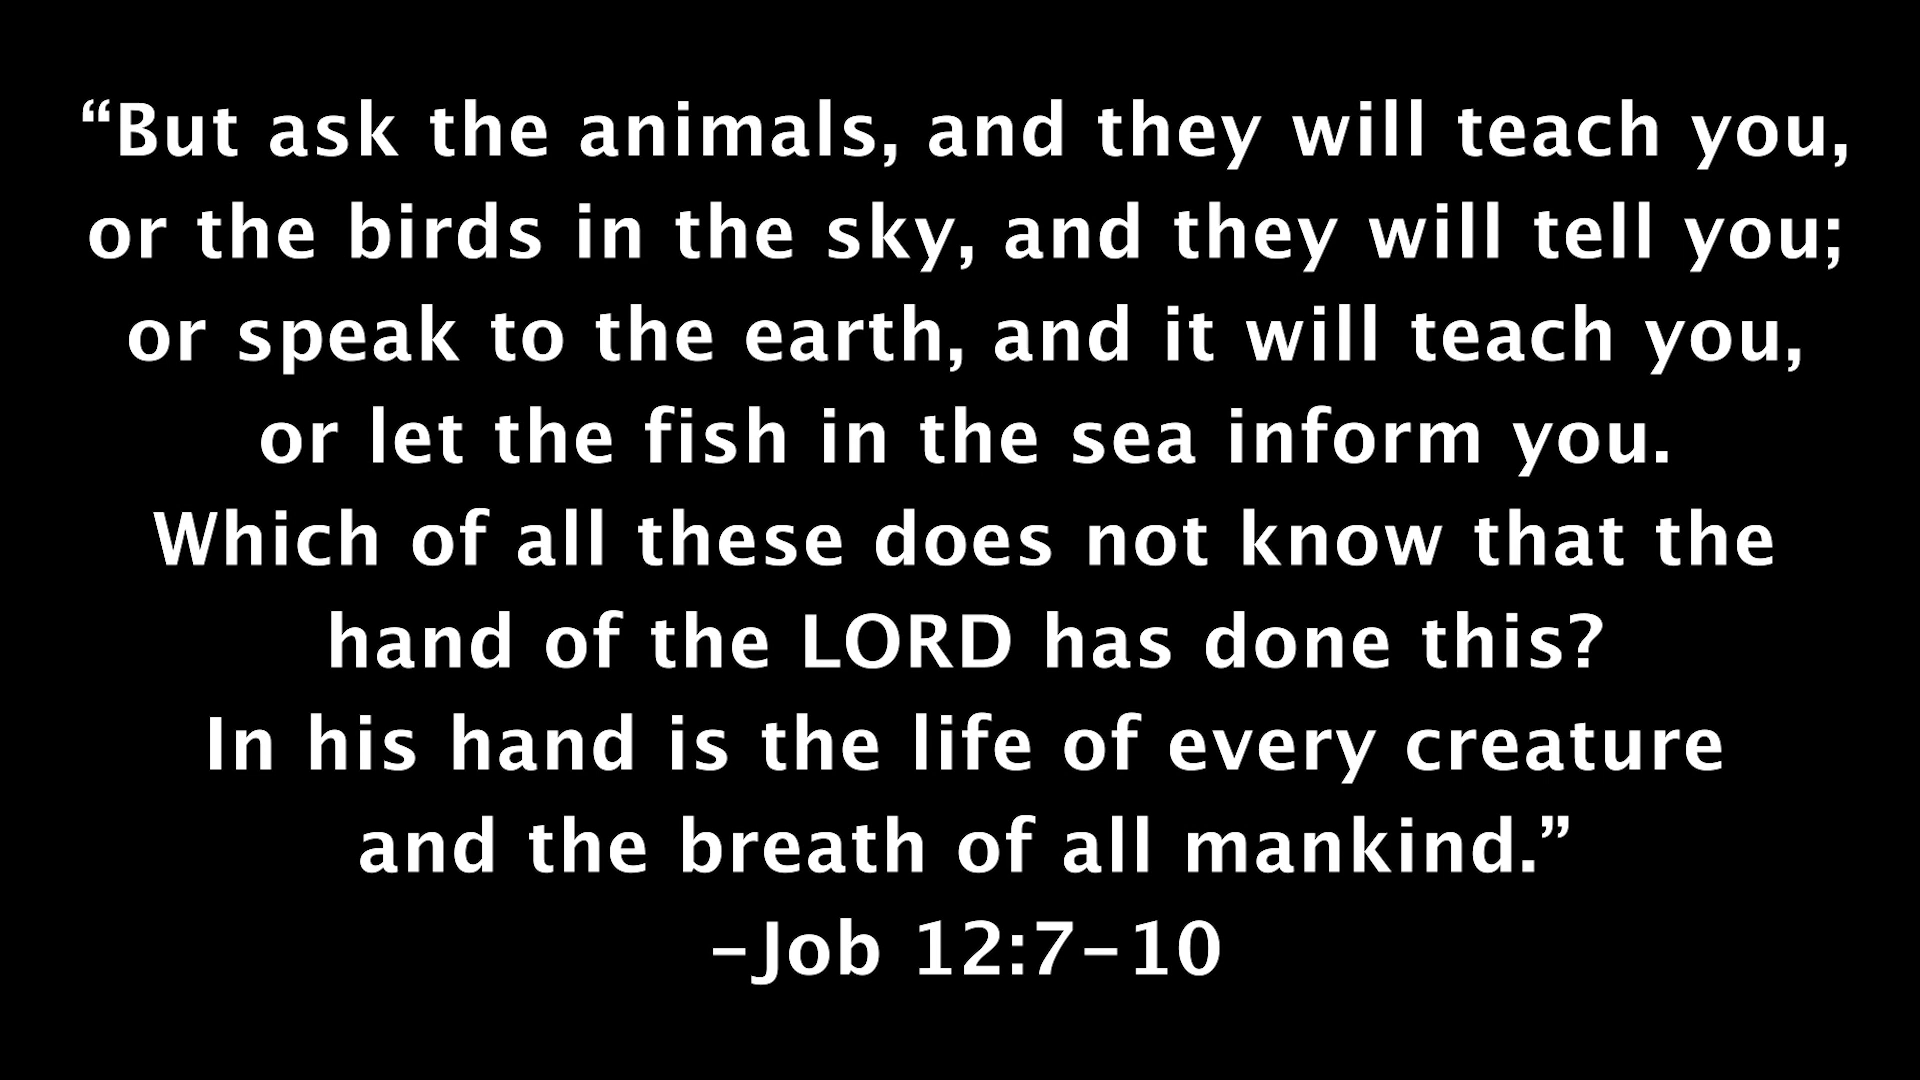 “But ask the animals, and they will teach you,
or the birds in the sky, and they will tell you;
or speak to the earth, and it will teach you,
or let the fish in the sea inform you.
Which of all these does not know that the
hand of the LORD has done this?
In his hand is the life of every creature
and the breath of all mankind.”
–Job 12:7–10